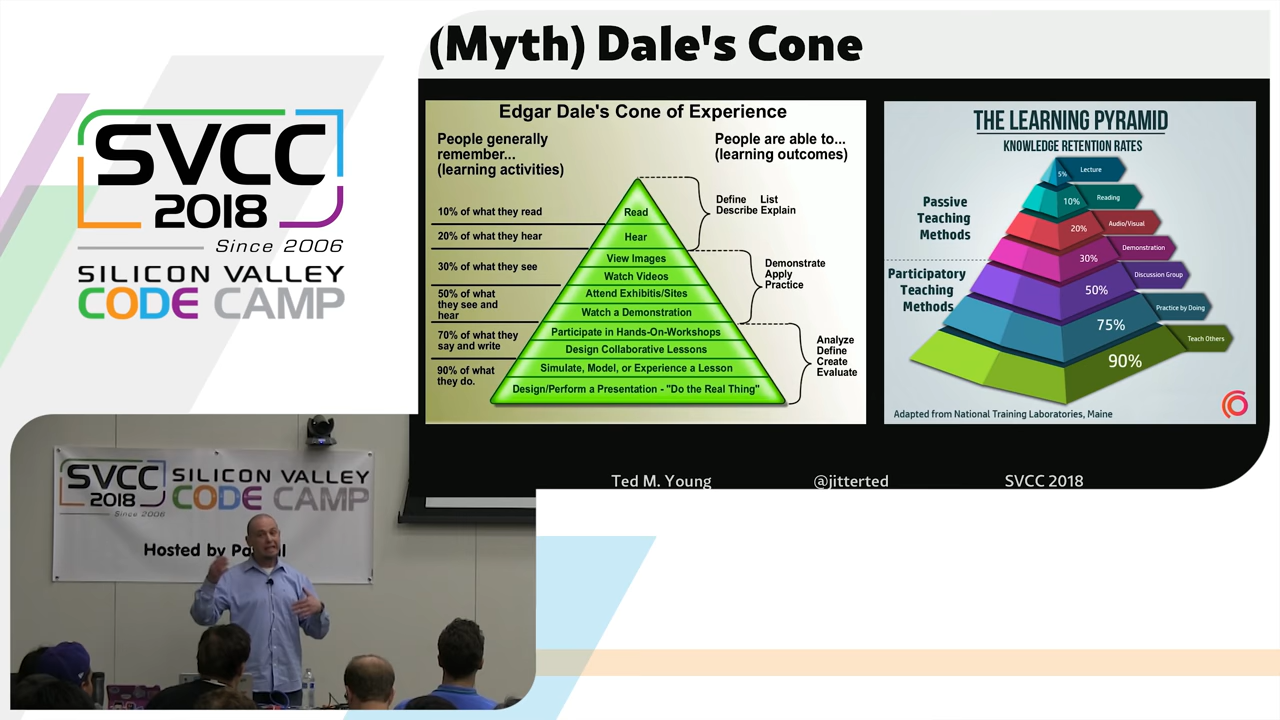 SVCC
2018
Since 2006
SILICON VALLEY
CODE CAMP
(Myth) Dale's Cone
Edgar Dale's Cone of Experience
People generally
remember...
(learning activities)
People are able to...
(learning outcomes)
10% of what they read
20% of what they hear
30% of what they see
50% of what
they see and
hear
70% of what they
say and write
90% of what
they do.
Read
Hear
View Images
Watch Videos
Attend Exhibitis/Sites
Watch a Demonstration
Participate in Hands-On-Workshops
Design Collaborative Lessons
Simulate, Model, or Experience a Lesson
Design/Perform a Presentation - "Do the Real Thing"
Define List
Describe Explain
Demonstrate
Apply
Practice
Analyze
Define
Create
Evaluate
THE LEARNING PYRAMID
KNOWLEDGE RETENTION RATES
Passive
Teaching
Methods
Participatory
Teaching
Methods
5% Lecture
10% Reading
20% Audio/Visual
30% Demonstration
50% Discussion Group
75% Practice by Doing
90% Teach Others
Adapted from National Training Laboratories, Maine
Ted M. Young @jitterted SVCC 2018
SVCC
2018
Since 2006
SILICON VALLEY
CODE CAMP
Hosted by